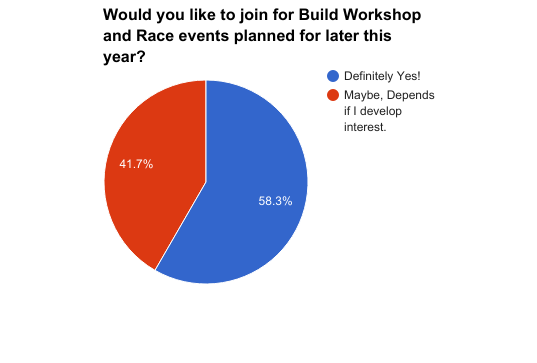 Would you like to join for Build Workshop
and Race events planned for later this
year?
Definitely Yes!
Maybe, Depends
if I develop
interest.
41.7%
58.3%